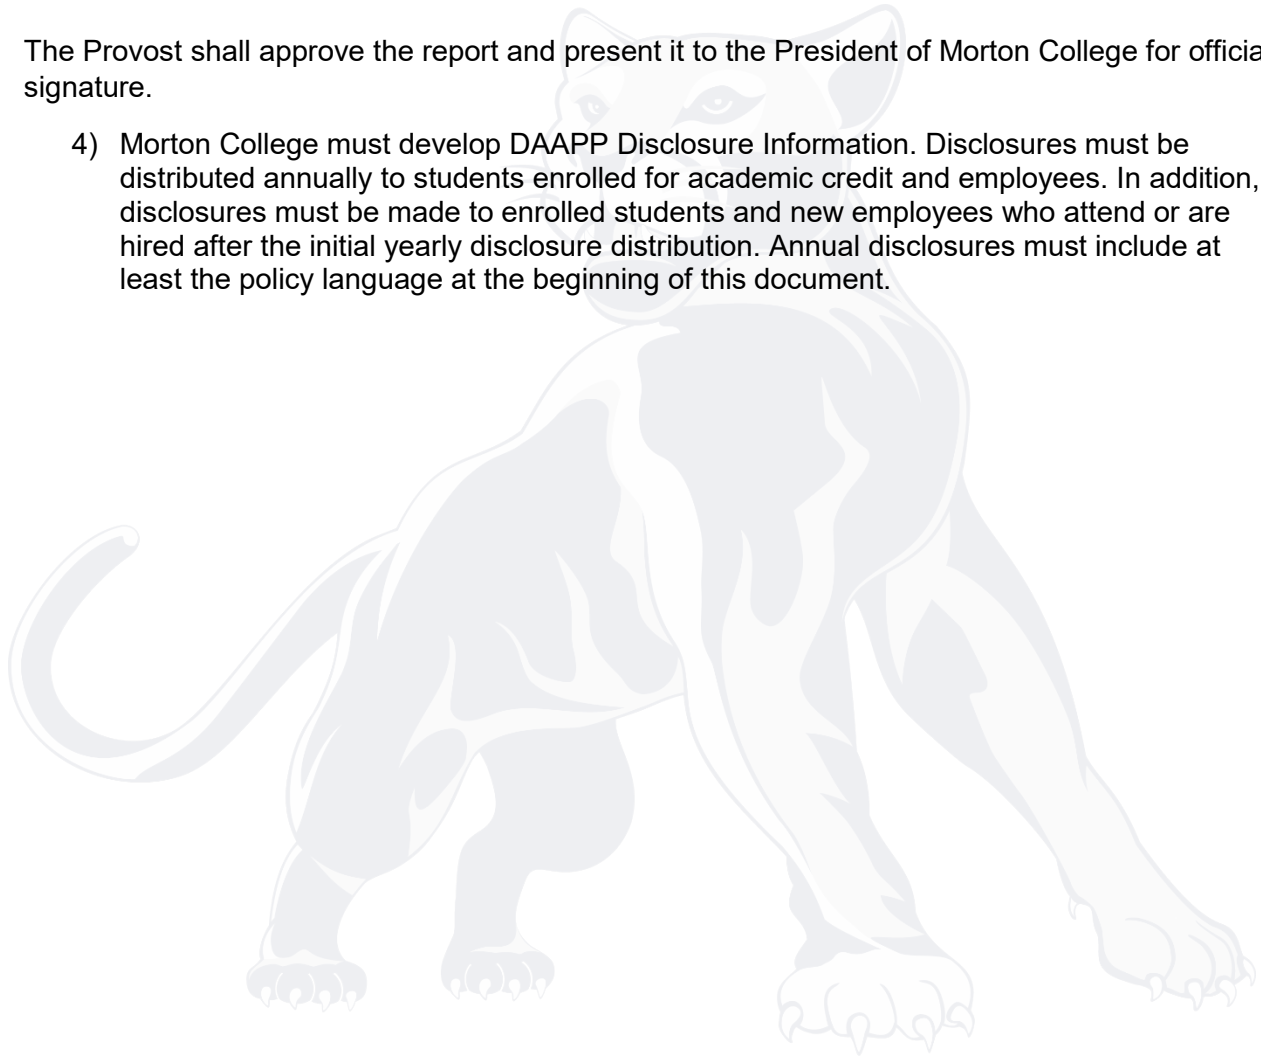 The Provost shall approve the report and present it to the President of Morton College for officia
signature.
4) Morton College must develop DAAPP Disclosure Information. Disclosures must be
distributed annually to students enrolled for academic credit and employees. In addition,
disclosures must be made to enrolled students and new employees who attend or are
hired after the initial yearly disclosure distribution. Annual disclosures must include at
least the policy language at the beginning of this document.